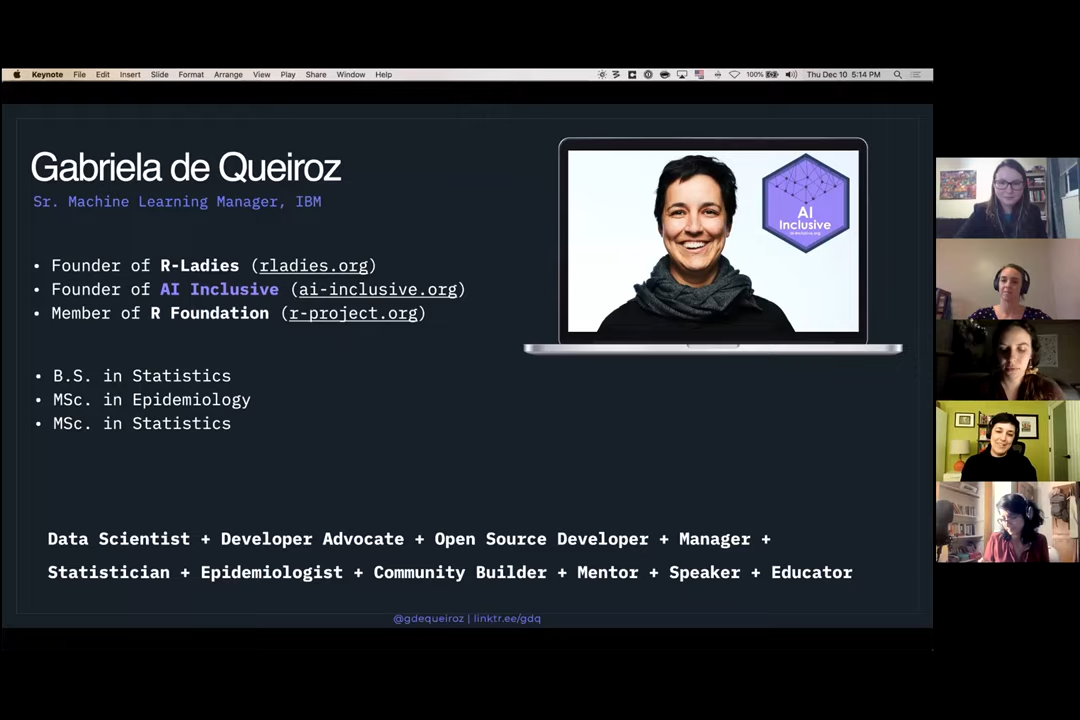 Keynote File Edit Insert Slide Format Arrange View Play Share Window Help 100% Thu Dec 10 5:14 PM
Gabriela de Queiroz
Sr. Machine Learning Manager, IBM
• Founder of R-Ladies (rladies.org)
• Founder of AI Inclusive (ai-inclusive.org)
• Member of R Foundation (r-project.org)
• B.S. in Statistics
• MSc. in Epidemiology
• MSc. in Statistics
AI
Inclusive
ai-inclusive.org
Data Scientist + Developer Advocate + Open Source Developer + Manager +
Statistician + Epidemiologist + Community Builder + Mentor + Speaker + Educator
@gdequeiroz | linktr.ee/gdq